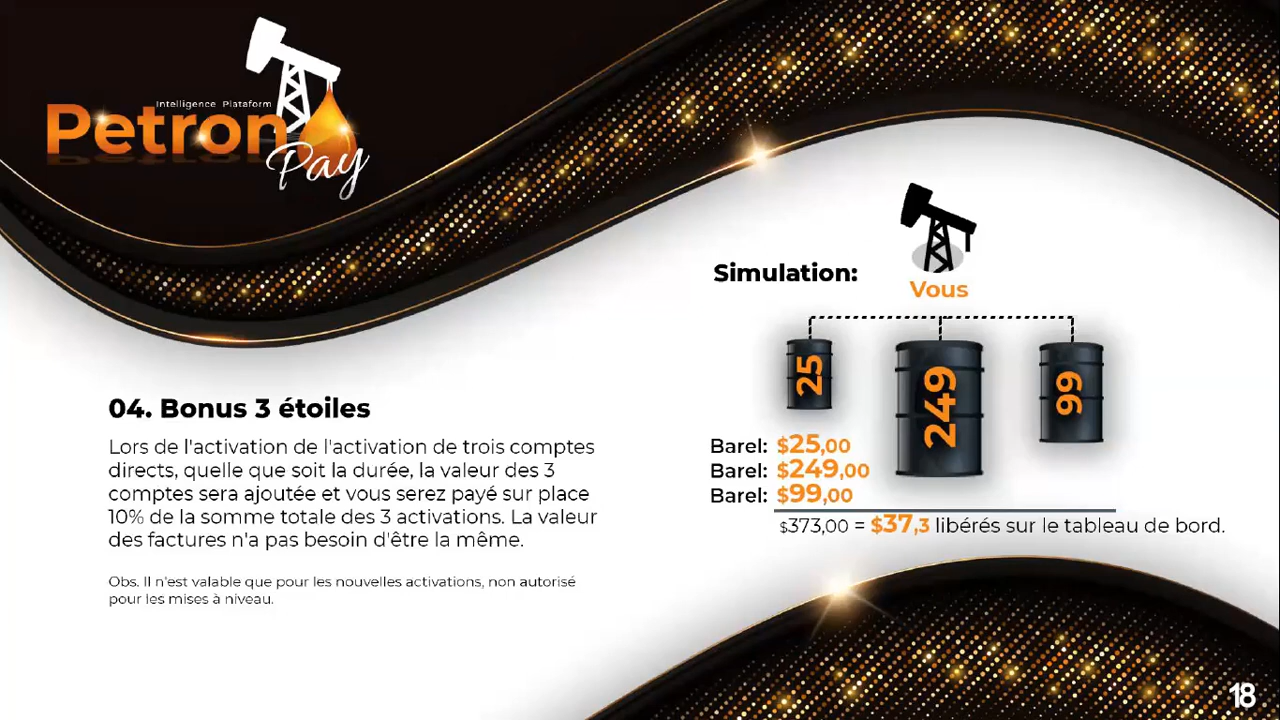 Intelligence Plataform
Petron
Pay
Simulation:
Vous
25
249
99
04. Bonus 3 étoiles
Lors de l'activation de l'activation de trois comptes
directs, quelle que soit la durée, la valeur des 3
comptes sera ajoutée et vous serez payé sur place
10% de la somme totale des 3 activations. La valeur
des factures n'a pas besoin d'être la même.
Obs. Il n'est valable que pour les nouvelles activations, non autorisé
pour les mises à niveau.
Barel: $25,00
Barel: $249,00
Barel: $99,00
$373,00 = $37,3 libérés sur le tableau de bord.
18